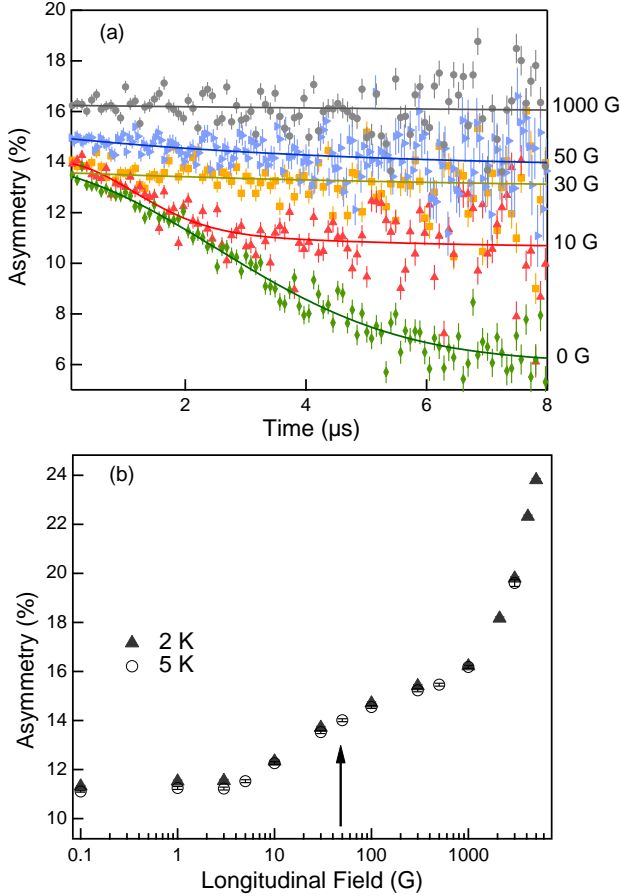 20
18
16
14
12
10
8
6
Asymmetry (%)
(a)
1000 G
50 G
30 G
10 G
0 G
2
4
6
8
Time (µs)
24
22
20
18
16
14
12
10
Asymmetry (%)
(b)
2 K
5 K
0.1
1
10
100
1000
Longitudinal Field (G)